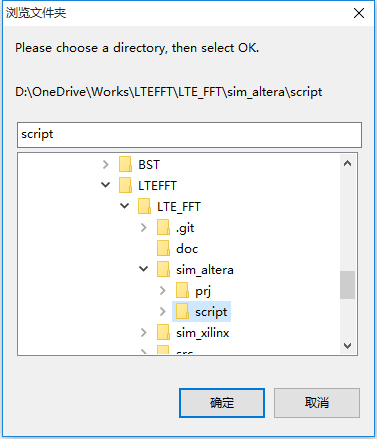 浏览文件夹
Please choose a directory, then select OK.
D:\OneDrive\Works\LTEFFT\LTE_FFT\sim_altera\script
script
BST
LTEFFT
LTE_FFT
.git
doc
sim_altera
prj
script
sim_xilinx
src
确定
取消